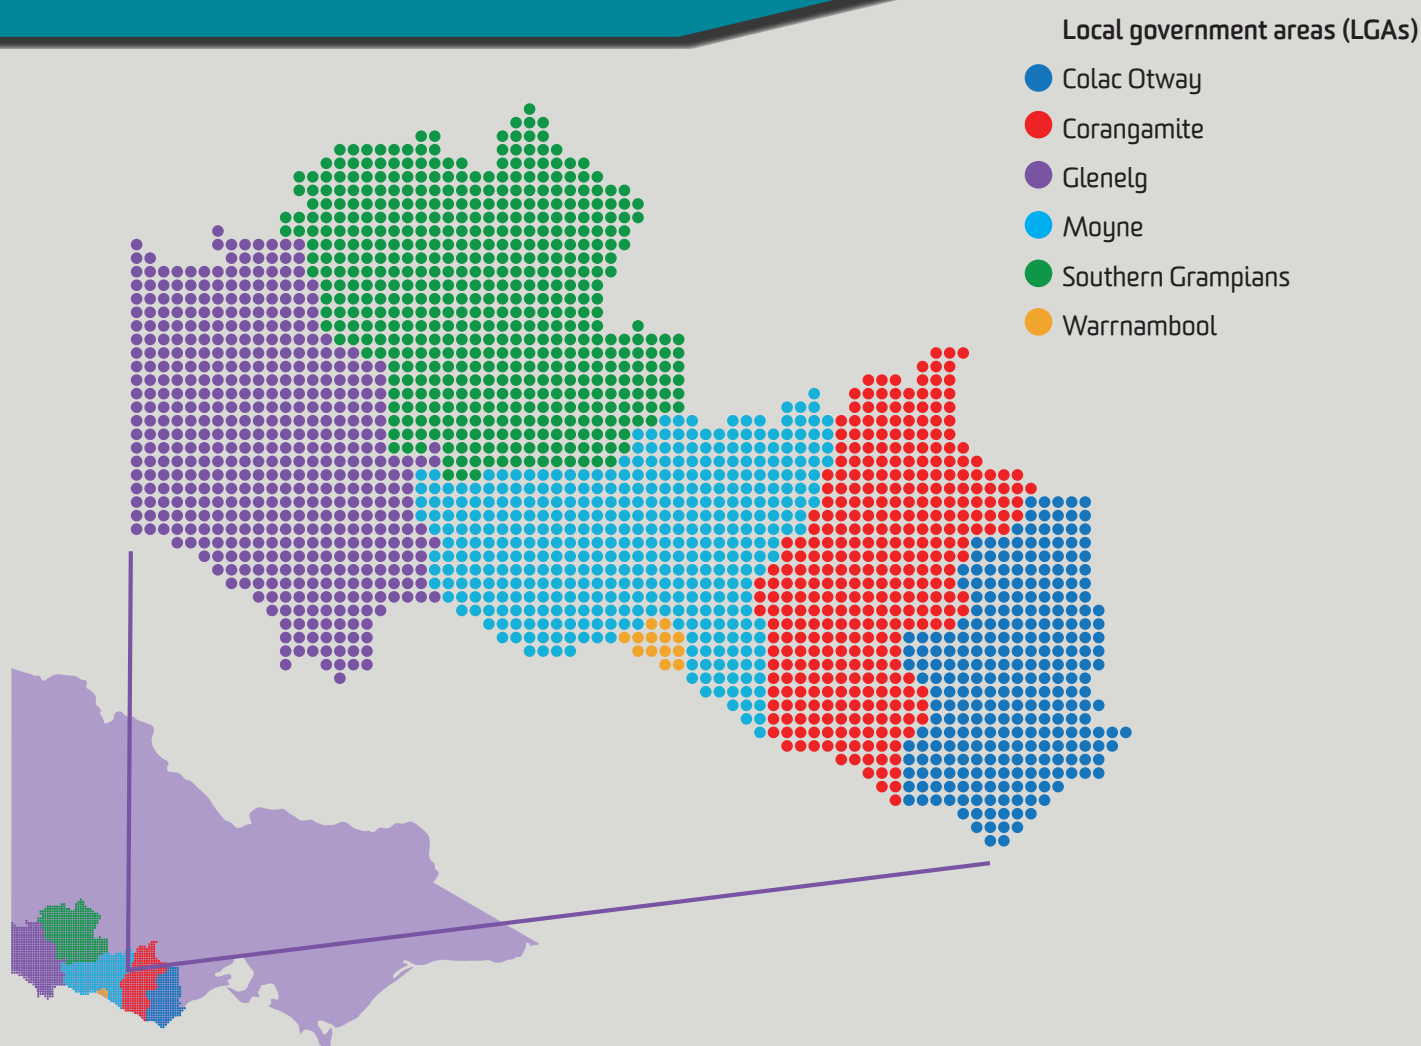 Local government areas (LGAs)
Colac Otway
Corangamite
Glenelg
Moyne
Southern Grampians
Warrnambool